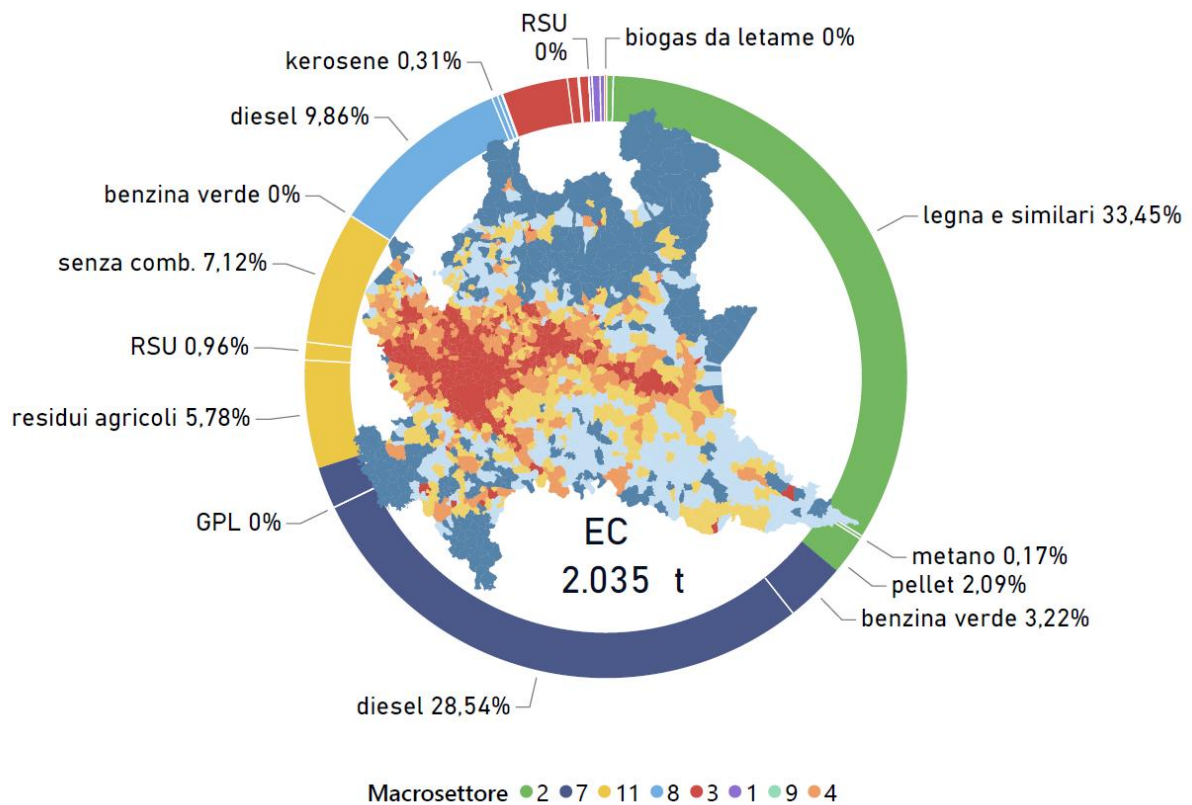 RSU
0%
biogas da letame 0%
kerosene 0,31%
diesel 9,86%
benzina verde 0%
legna e similari 33,45%
senza comb. 7,12%
RSU 0,96%
residui agricoli 5,78%
GPL 0%
EC
2.035 t
metano 0,17%
pellet 2,09%
benzina verde 3,22%
diesel 28,54%
Macrosettore 2 7 11 8 3 1 9 4